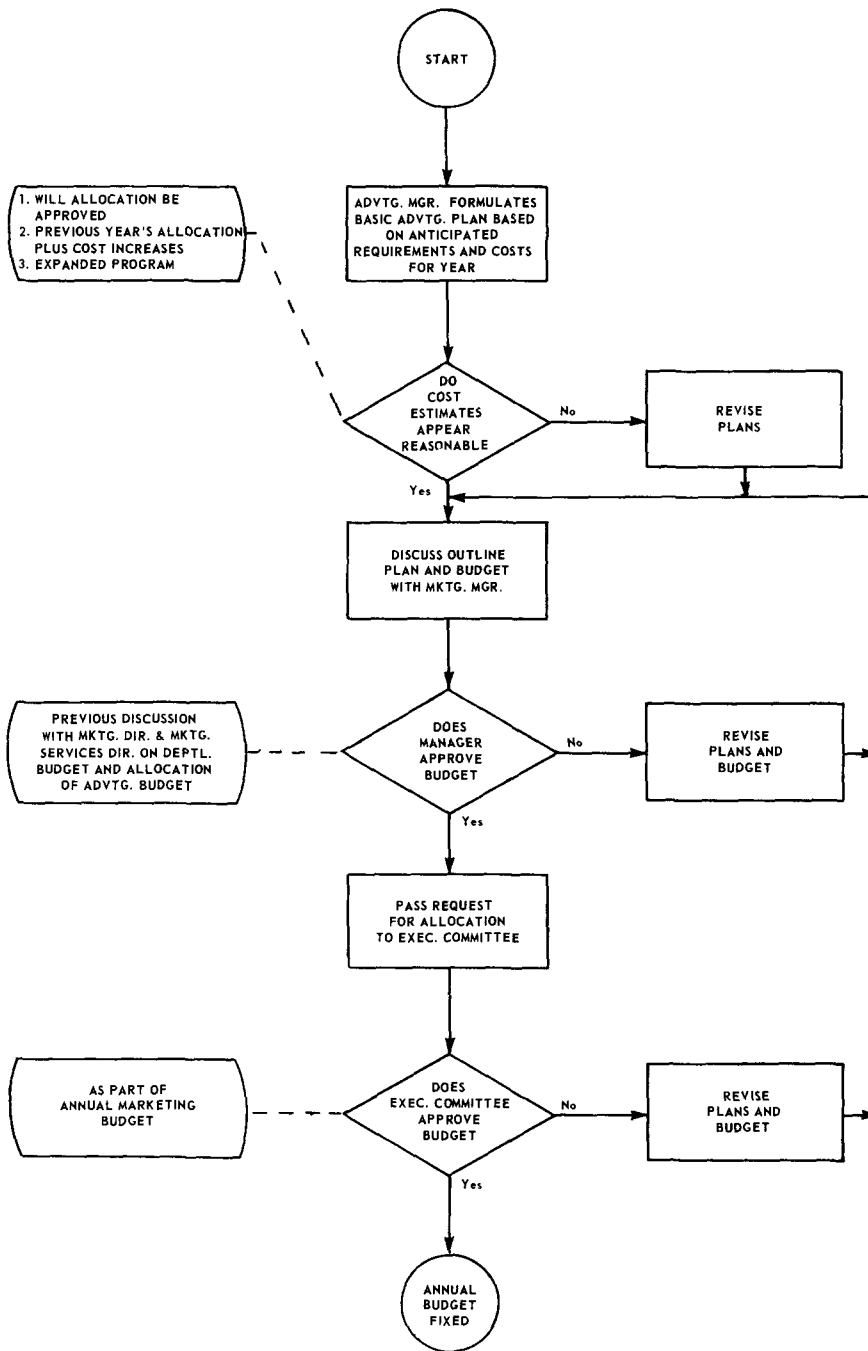 START
1. WILL ALLOCATION BE
APPROVED
2. PREVIOUS YEAR'S ALLOCATION
PLUS COST INCREASES
3. EXPANDED PROGRAM
ADVTG. MGR. FORMULATES
BASIC ADVTG. PLAN BASED
ON ANTICIPATED
REQUIREMENTS AND COSTS
FOR YEAR
DO
COST
ESTIMATES
APPEAR
REASONABLE
No
REVISE
PLANS
Yes
DISCUSS OUTLINE
PLAN AND BUDGET
WITH MKTG. MGR.
PREVIOUS DISCUSSION
WITH MKTG. DIR. & MKTG.
SERVICES DIR. ON DEPTL.
BUDGET AND ALLOCATION
OF ADVTG. BUDGET
DOES
MANAGER
APPROVE
BUDGET
No
REVISE
PLANS AND
BUDGET
Yes
PASS REQUEST
FOR ALLOCATION
TO EXEC. COMMITTEE
AS PART OF
ANNUAL MARKETING
BUDGET
DOES
EXEC. COMMITTEE
APPROVE
BUDGET
No
REVISE
PLANS AND
BUDGET
Yes
ANNUAL
BUDGET
FIXED